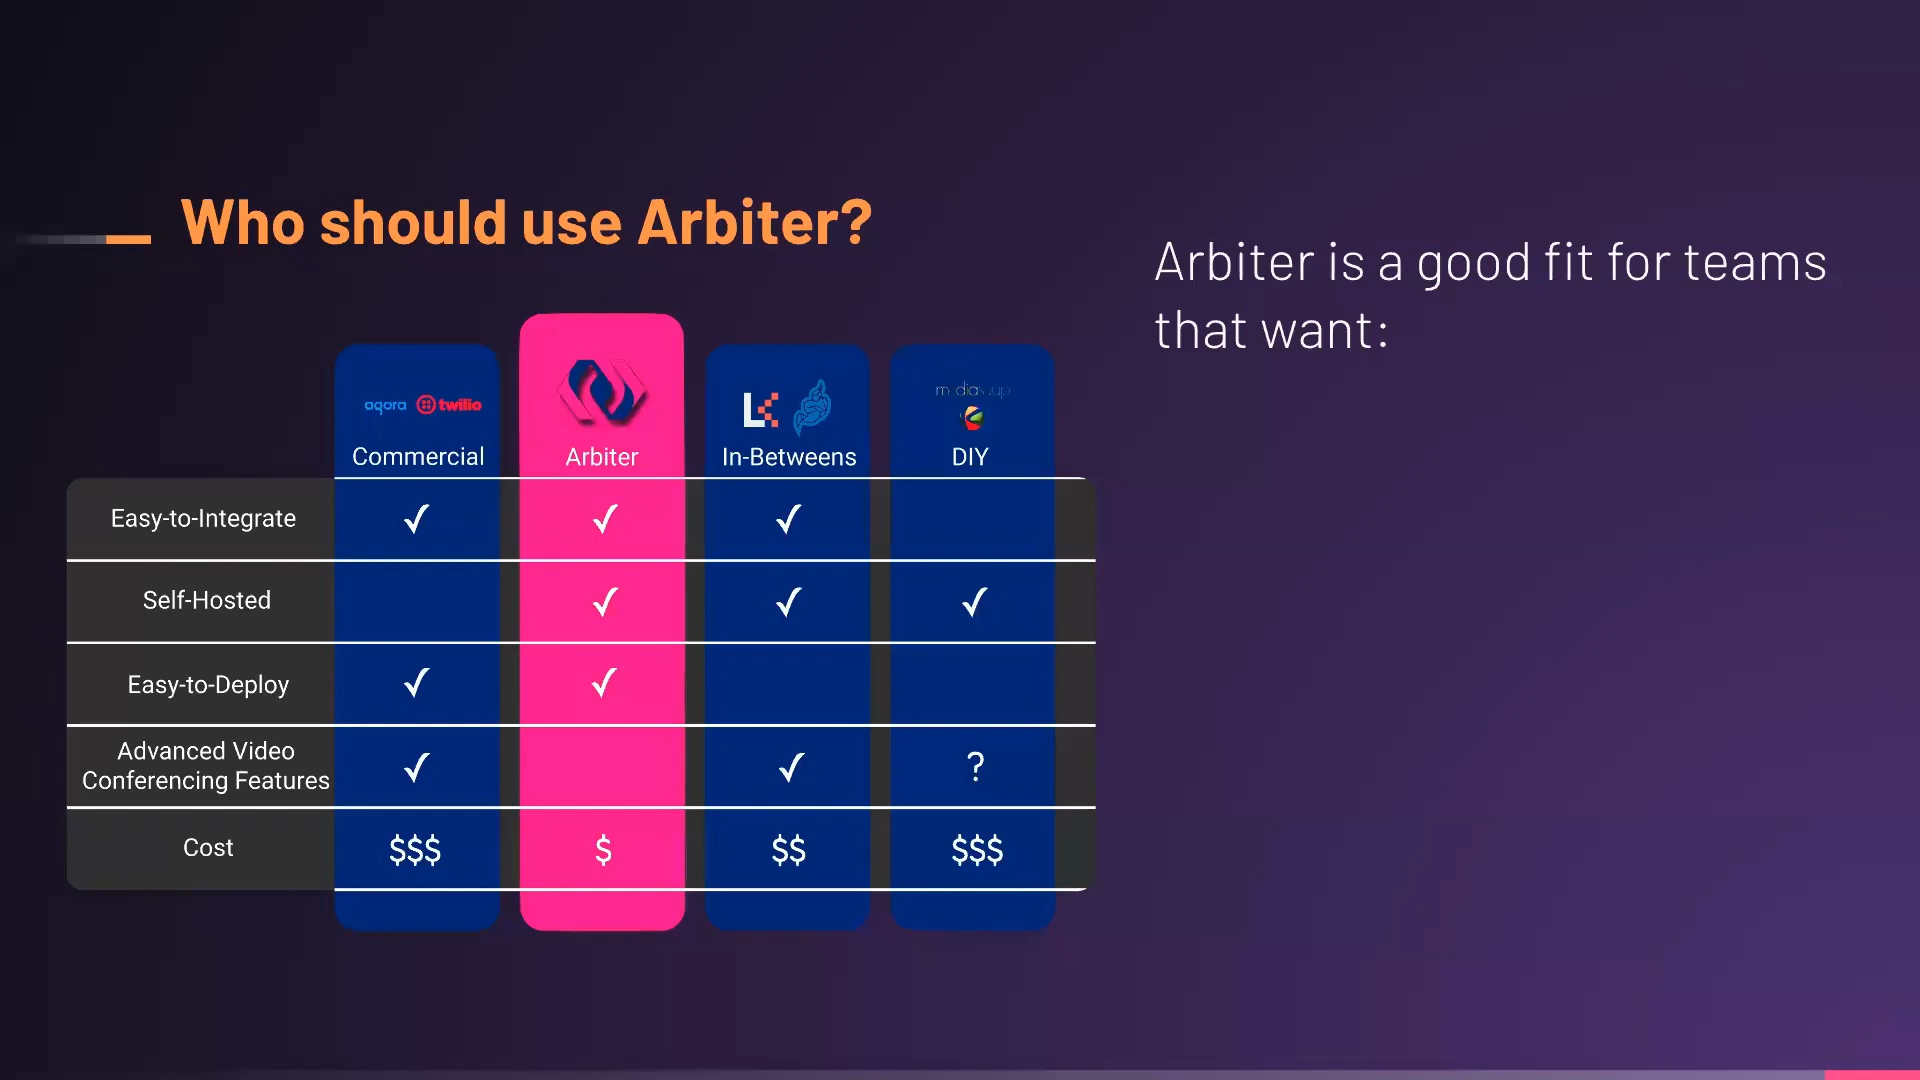 Who should use Arbiter?
Arbiter is a good fit for teams
that want:
agora twilio
Commercial
Arbiter
In-Betweens
DIY
Easy-to-Integrate ✓ ✓ ✓
Self-Hosted ✓ ✓ ✓
Easy-to-Deploy ✓ ✓
Advanced Video
Conferencing Features ✓ ✓ ?
Cost $$$ $ $$ $$$